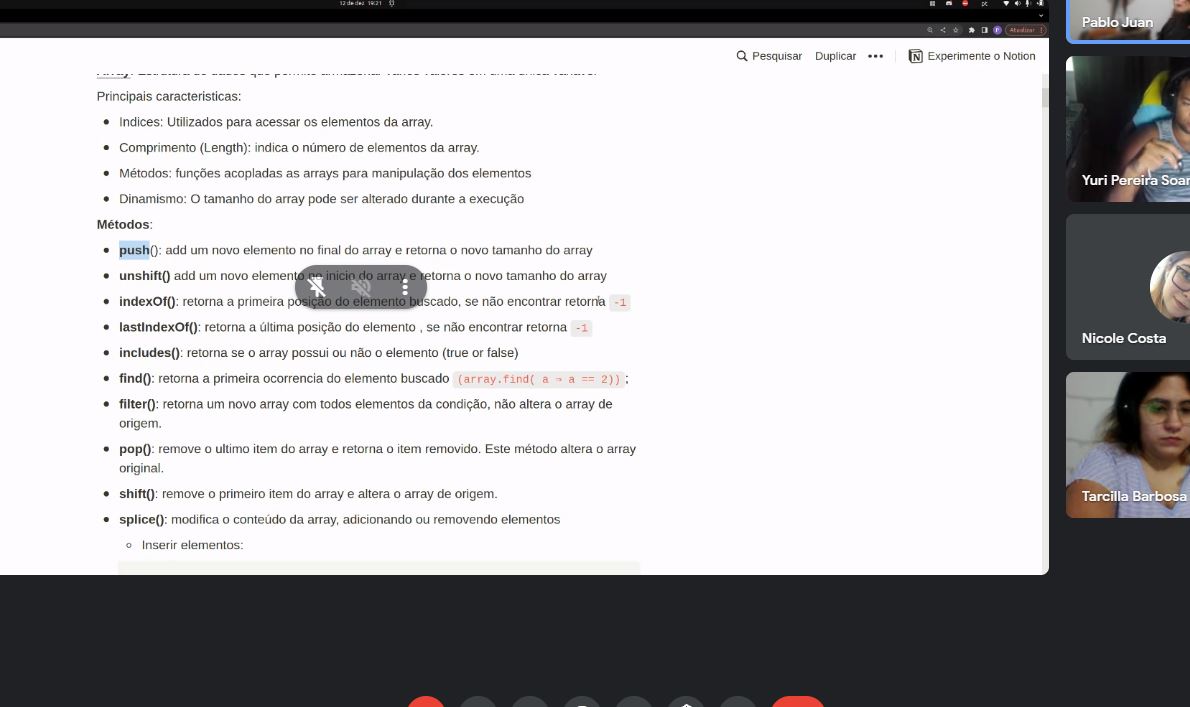 12 de dez 19:21
Atualizar
Pesquisar Duplicar Experimente o Notion
Array: Estrutura de dados que permite armazenar vários valores em uma única variável.
Principais caracteristicas:
Indices: Utilizados para acessar os elementos da array.
Comprimento (Length): indica o número de elementos da array.
Métodos: funções acopladas as arrays para manipulação dos elementos
Dinamismo: O tamanho do array pode ser alterado durante a execução
Métodos:
push(): add um novo elemento no final do array e retorna o novo tamanho do array
unshift() add um novo elemento no inicio do array e retorna o novo tamanho do array
indexOf(): retorna a primeira posição do elemento buscado, se não encontrar retorna -1
lastIndexOf(): retorna a última posição do elemento , se não encontrar retorna -1
includes(): retorna se o array possui ou não o elemento (true or false)
find(): retorna a primeira ocorrencia do elemento buscado (array.find( a → a == 2)) ;
filter(): retorna um novo array com todos elementos da condição, não altera o array de
origem.
pop(): remove o ultimo item do array e retorna o item removido. Este método altera o array
original.
shift(): remove o primeiro item do array e altera o array de origem.
splice(): modifica o conteúdo da array, adicionando ou removendo elementos
Inserir elementos:
Pablo Juan
Yuri Pereira Soar
Nicole Costa
Tarcilla Barbosa